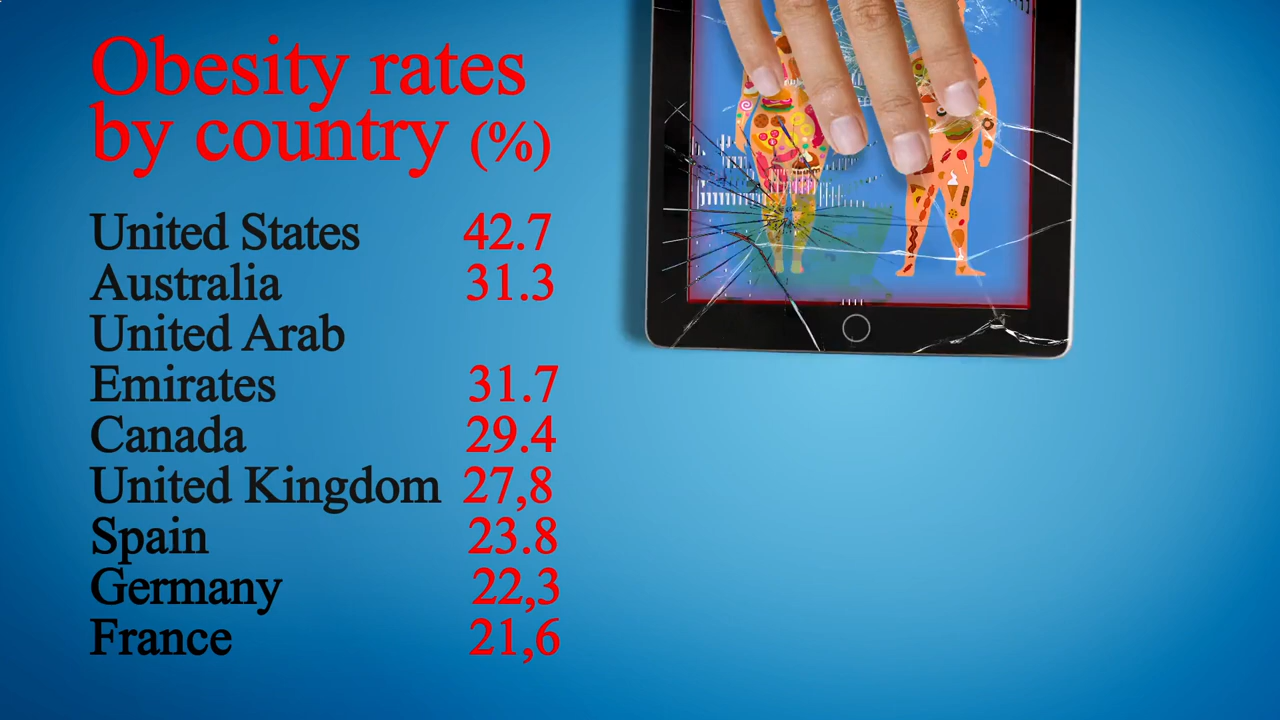 Obesity rates
by country (%)
United States 42.7
Australia 31.3
United Arab
Emirates 31.7
Canada 29.4
United Kingdom 27,8
Spain 23.8
Germany 22,3
France 21,6